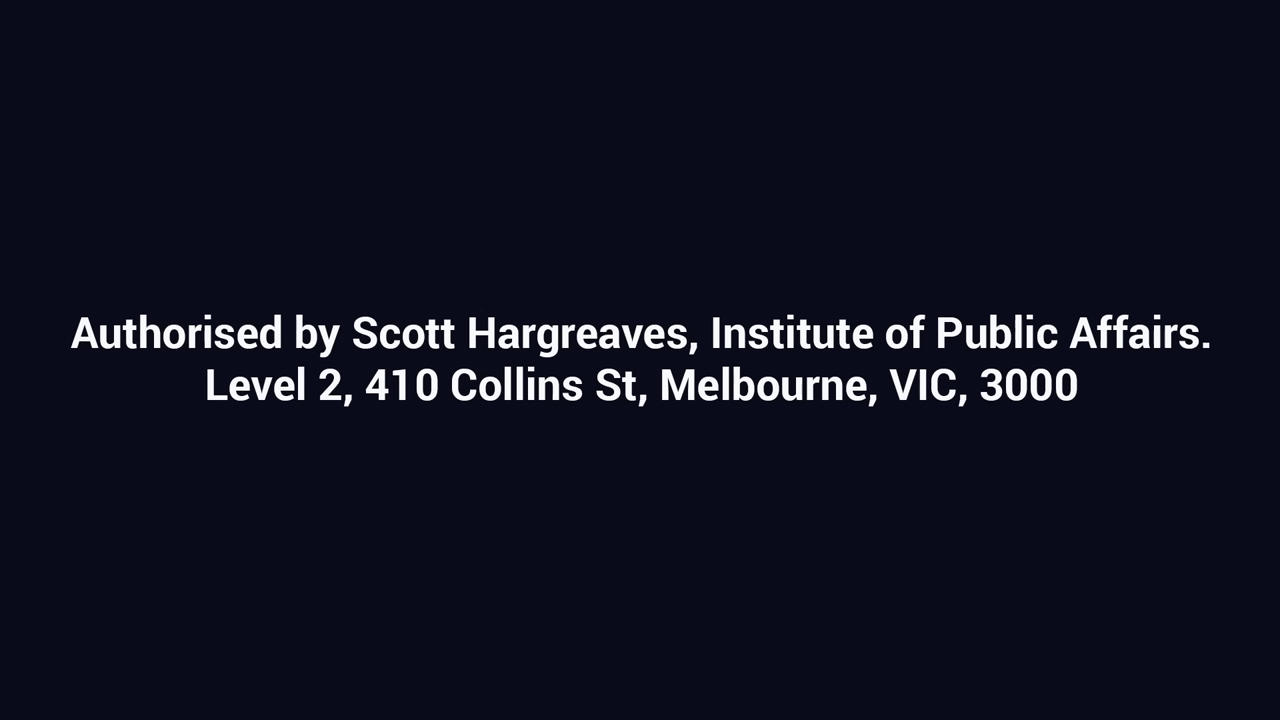 Authorised by Scott Hargreaves, Institute of Public Affairs.
Level 2, 410 Collins St, Melbourne, VIC, 3000